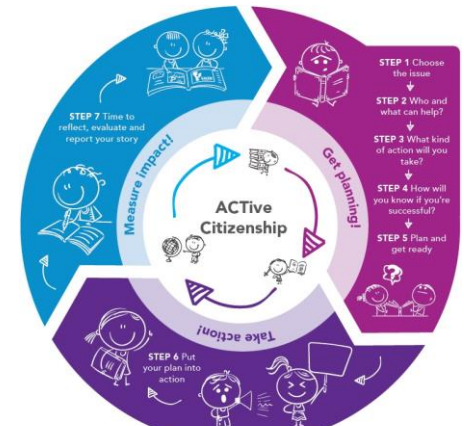 STEP 1 Choose
the issue
STEP 2 Who and
what can help?
STEP 3 What kind
of action will you
take?
STEP 4 How will
you know if you're
successful?
STEP 5 Plan and
get ready
Get planning!
STEP 6 Put
your plan into
action
Take action!
STEP 7 Time to
reflect, evaluate and
report your story
Measure impact!
ACTive
Citizenship